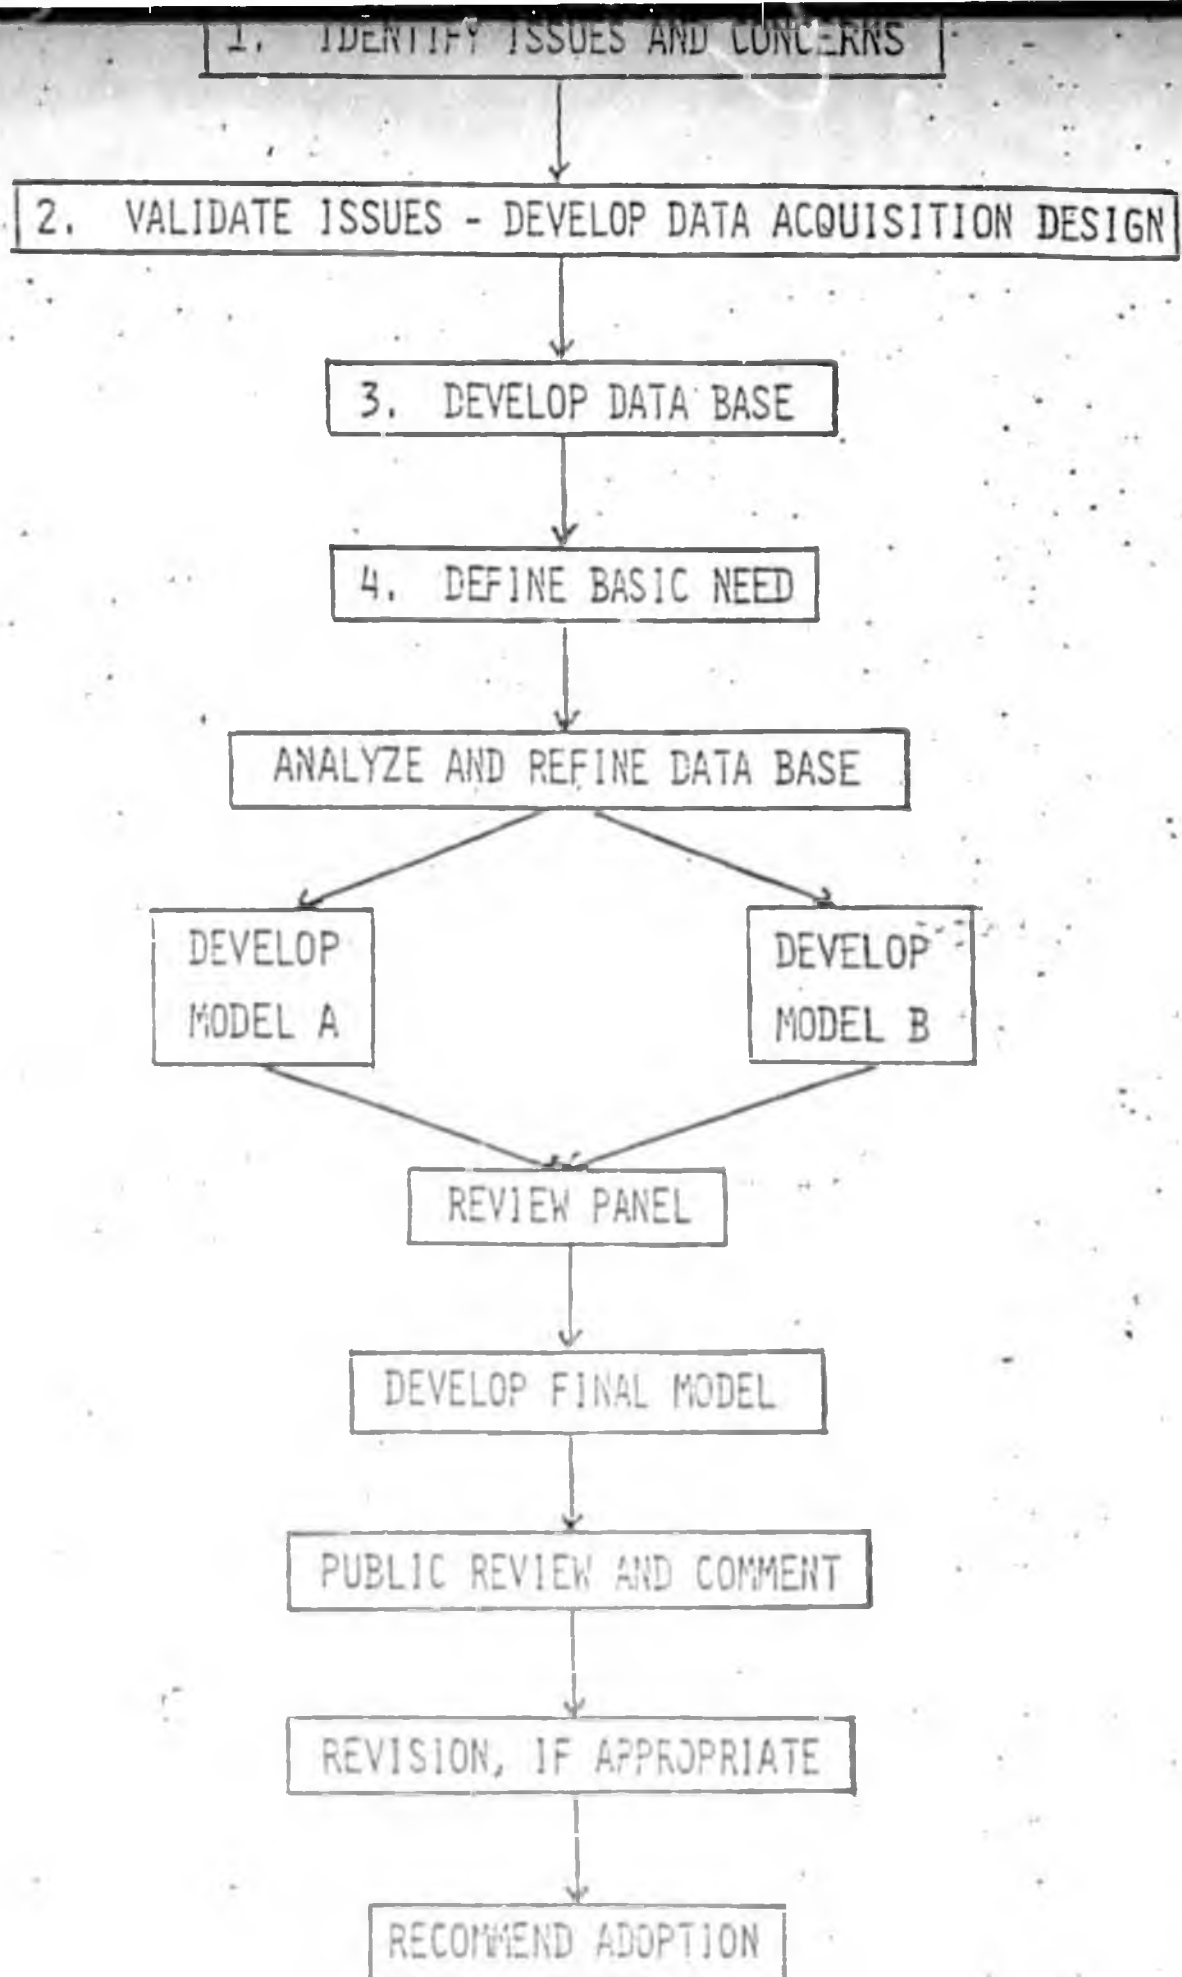 1. IDENTIFY ISSUES AND CONCERNS
2. VALIDATE ISSUES - DEVELOP DATA ACQUISITION DESIGN
3. DEVELOP DATA BASE
4. DEFINE BASIC NEED
ANALYZE AND REFINE DATA BASE
DEVELOP
MODEL A
DEVELOP
MODEL B
REVIEW PANEL
DEVELOP FINAL MODEL
PUBLIC REVIEW AND COMMENT
REVISION, IF APPROPRIATE
RECOMMEND ADOPTION